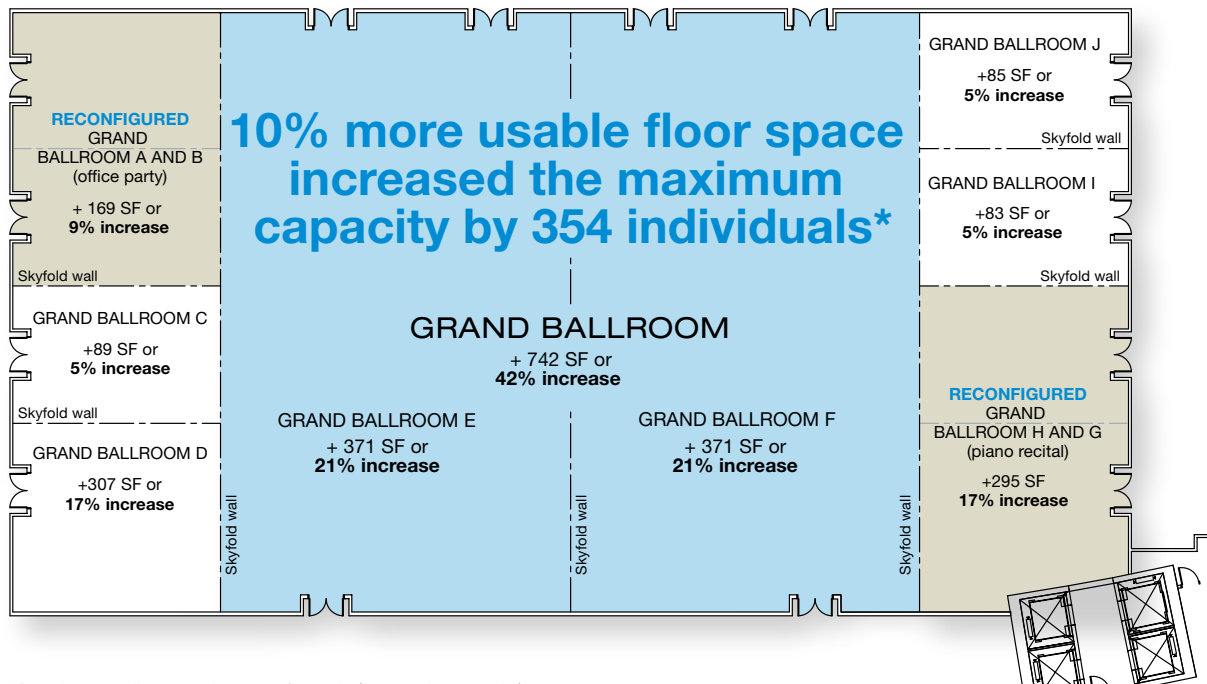 RECONFIGURED
GRAND
BALLROOM A AND B
(office party)
+ 169 SF or
9% increase
Skyfold wall
GRAND BALLROOM C
+89 SF or
5% increase
Skyfold wall
GRAND BALLROOM D
+307 SF or
17% increase
10% more usable floor space
increased the maximum
capacity by 354 individuals*
GRAND BALLROOM
+ 742 SF or
42% increase
GRAND BALLROOM E
+ 371 SF or
21% increase
Skyfold wall
GRAND BALLROOM F
+ 371 SF or
21% increase
Skyfold wall
Skyfold wall
GRAND BALLROOM J
+85 SF or
5% increase
Skyfold wall
GRAND BALLROOM I
+83 SF or
5% increase
Skyfold wall
RECONFIGURED
GRAND
BALLROOM H AND G
(piano recital)
+295 SF
17% increase